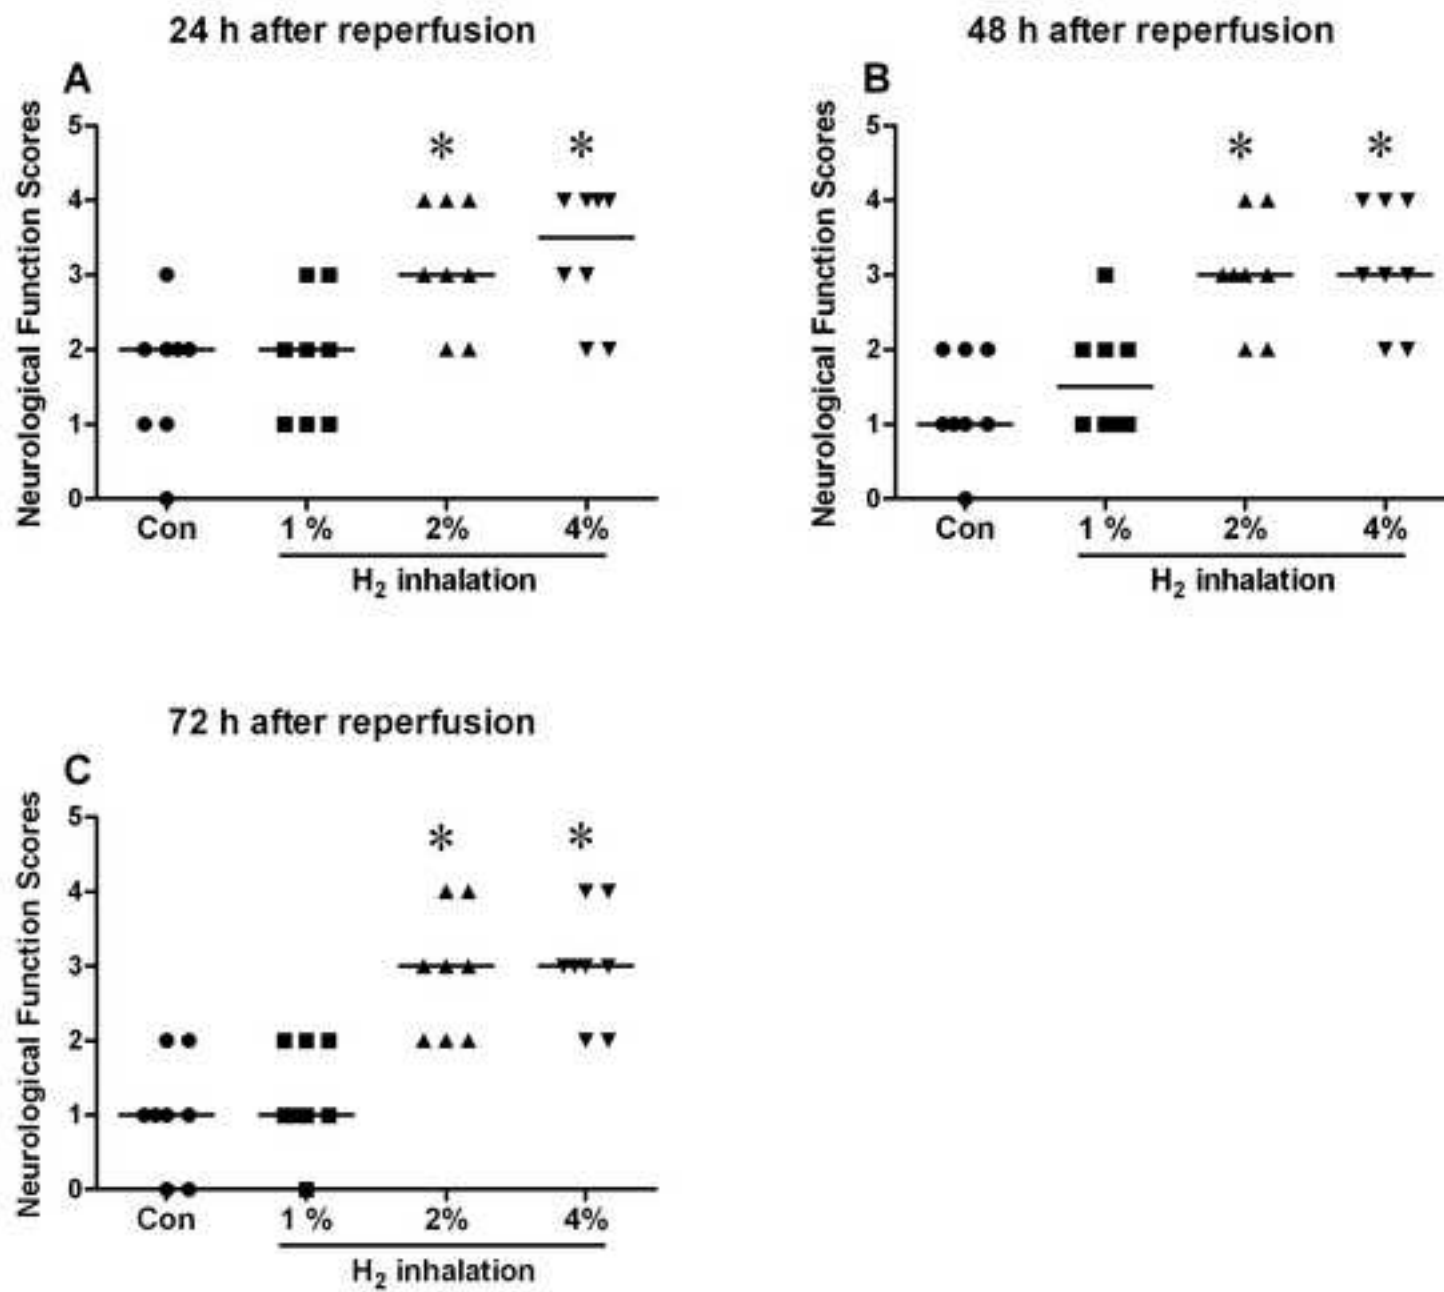 24 h after reperfusion
A
Neurological Function Scores
5
4
3
2
1
0
*
*
Con 1 % 2% 4%
H₂ inhalation
48 h after reperfusion
B
Neurological Function Scores
5
4
3
2
1
0
*
*
Con 1 % 2% 4%
H₂ inhalation
72 h after reperfusion
C
Neurological Function Scores
5
4
3
2
1
0
*
*
Con 1 % 2% 4%
H₂ inhalation